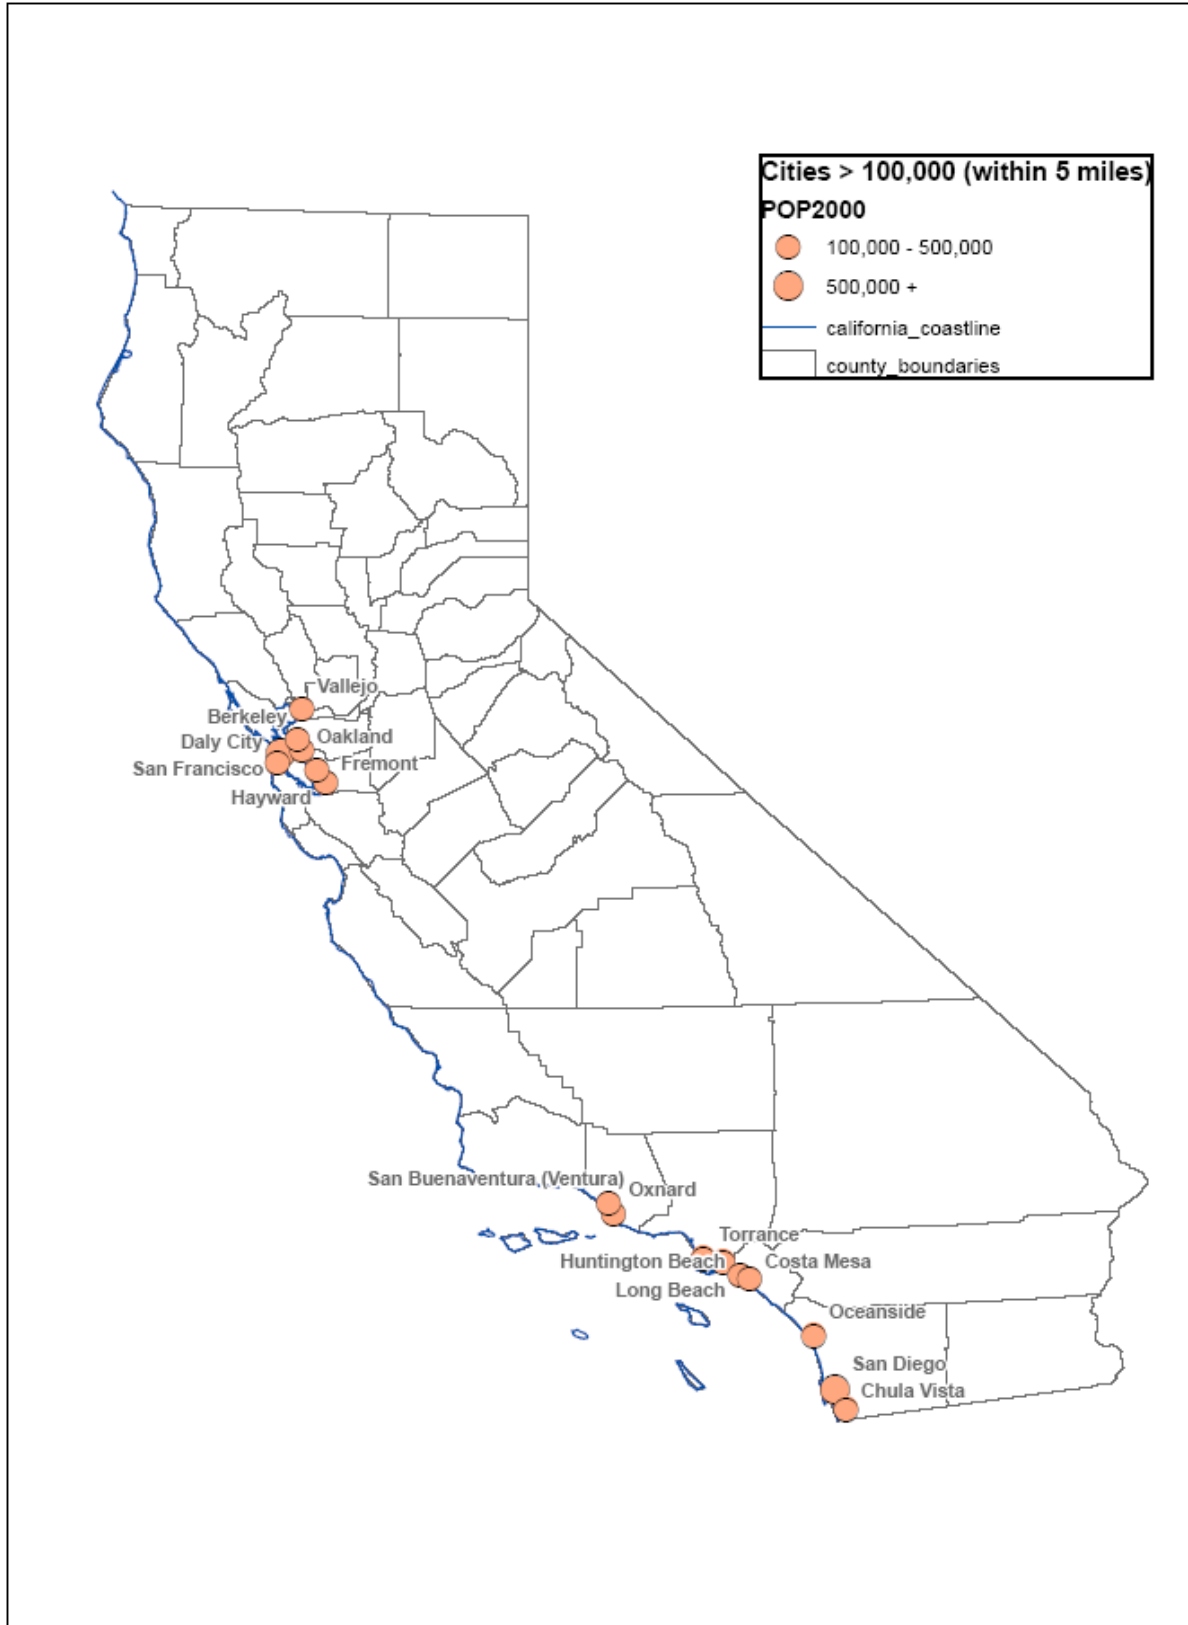 Cities > 100,000 (within 5 miles)
POP2000
100,000 - 500,000
500,000 +
california_coastline
county_boundaries
Vallejo
Berkeley
Oakland
Daly City
Fremont
San Francisco
Hayward
San Buenaventura (Ventura)
Oxnard
Torrance
Huntington Beach
Costa Mesa
Long Beach
Oceanside
San Diego
Chula Vista